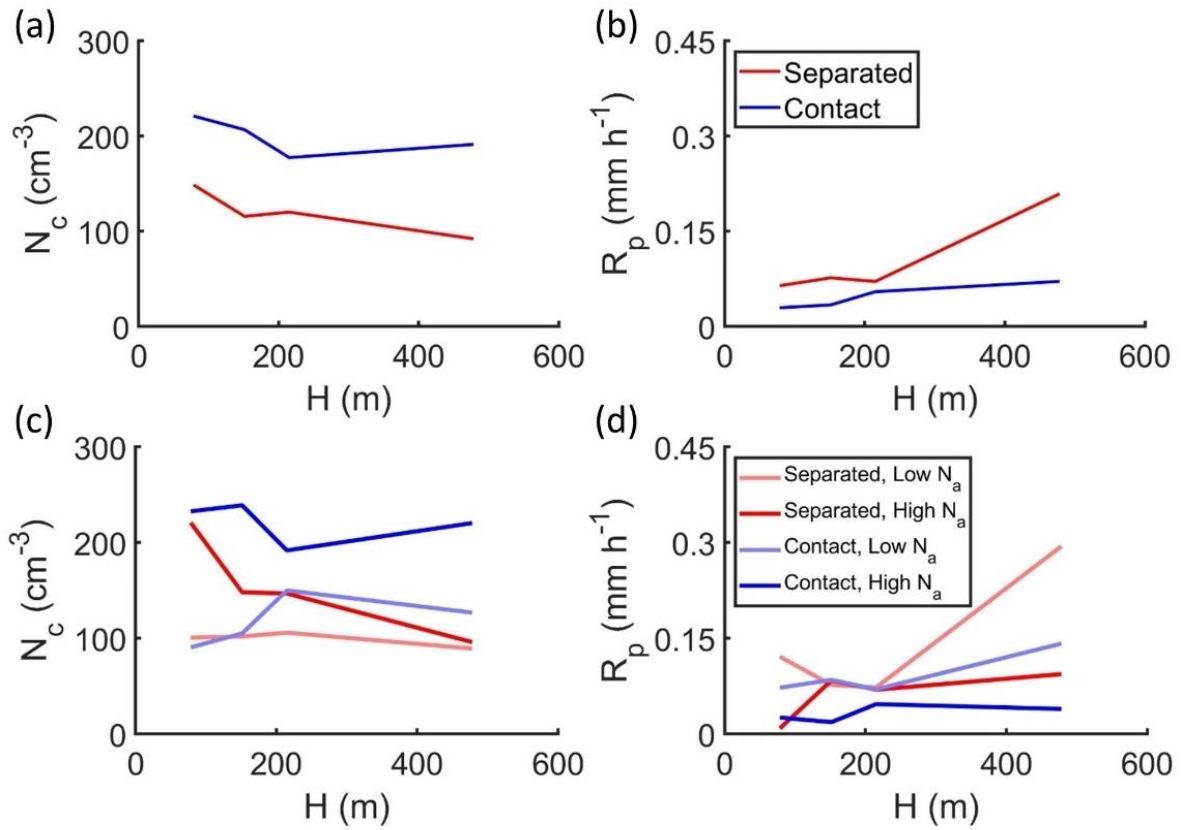 (a)
300
200
100
0
N_c (cm^-3)
0 200 400 600
H (m)
(b)
0.45
0.3
0.15
0
R_p (mm h^-1)
Separated
Contact
0 200 400 600
H (m)
(c)
300
200
100
0
N_c (cm^-3)
0 200 400 600
H (m)
(d)
0.45
0.3
0.15
0
R_p (mm h^-1)
Separated, Low N_a
Separated, High N_a
Contact, Low N_a
Contact, High N_a
0 200 400 600
H (m)